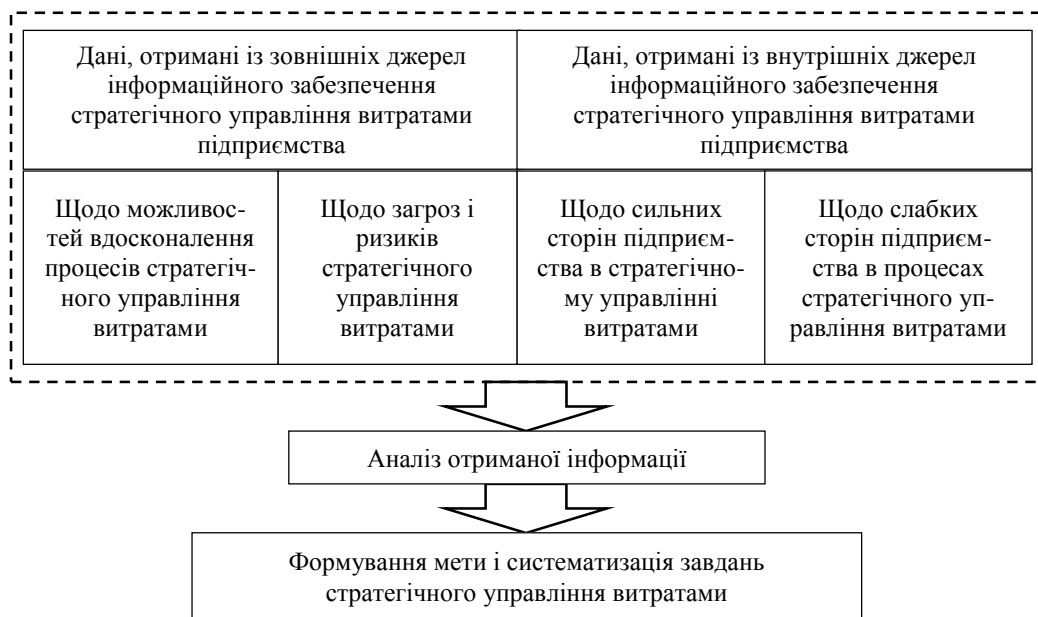 Дані, отримані із зовнішніх джерел
інформаційного забезпечення
стратегічного управління витратами
підприємства
Дані, отримані із внутрішніх джерел
інформаційного забезпечення
стратегічного управління витратами
підприємства
Щодо можливос-
тей вдосконалення
процесів стратегіч-
ного управління
витратами
Щодо загроз і
ризиків
стратегічного
управління
витратами
Щодо сильних
сторін підприєм-
ства в стратегічно-
му управлінні
витратами
Щодо слабких
сторін підприєм-
ства в процесах
стратегічного уп-
равління витратами
Аналіз отриманої інформації
Формування мети і систематизація завдань
стратегічного управління витратами